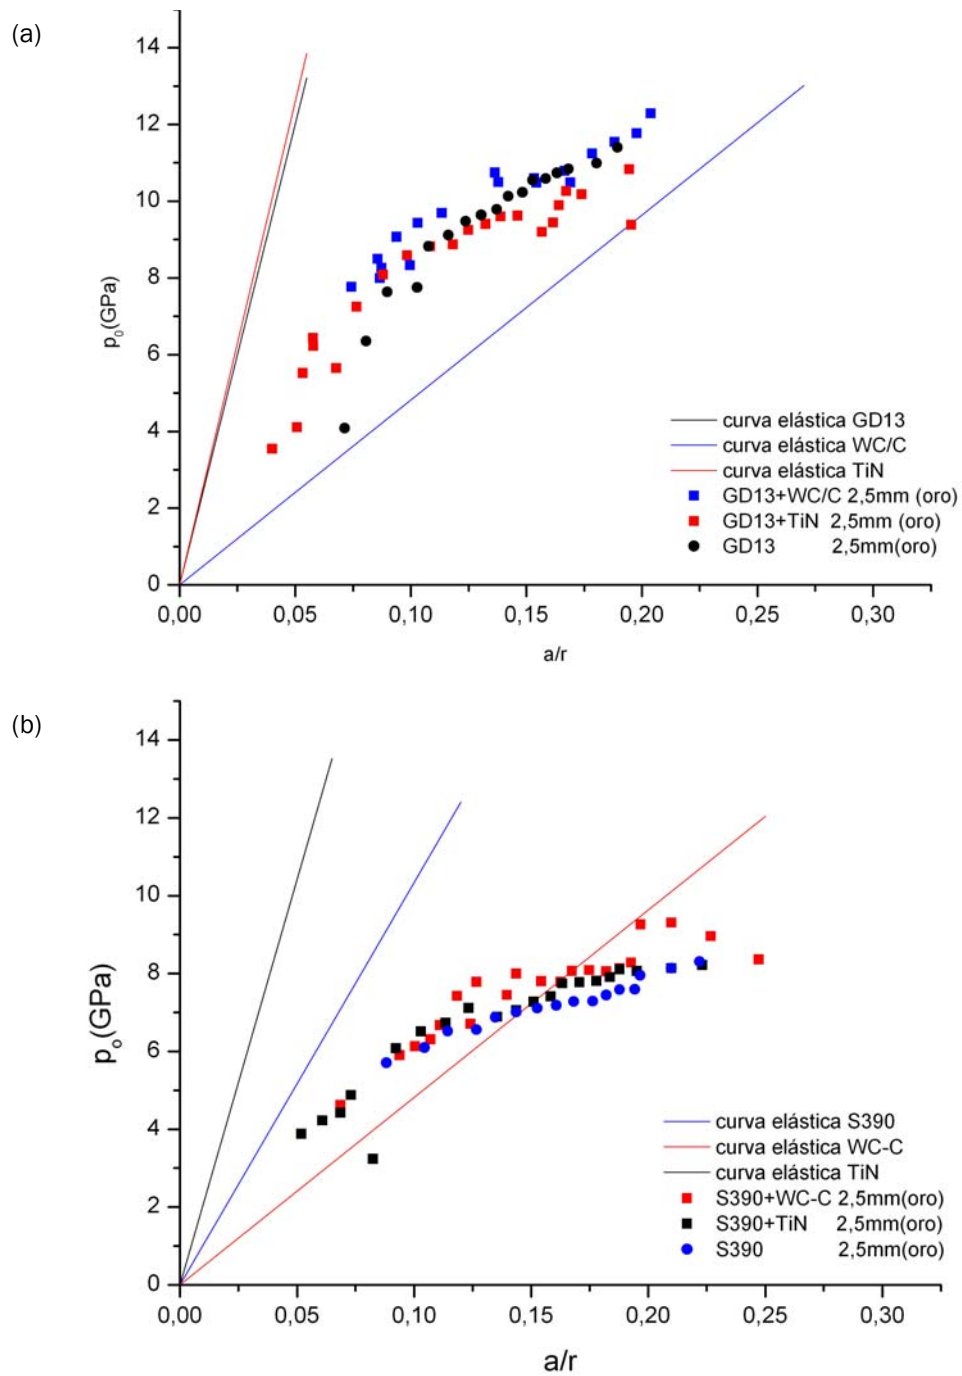 (a)
14
12
10
8
6
4
2
0
p₀(GPa)
0,00 0,05 0,10 0,15 0,20 0,25 0,30
a/r
curva elástica GD13
curva elástica WC/C
curva elástica TiN
GD13+WC/C 2,5mm (oro)
GD13+TiN 2,5mm (oro)
GD13 2,5mm(oro)
(b)
14
12
10
8
6
4
2
0
pₒ(GPa)
0,00 0,05 0,10 0,15 0,20 0,25 0,30
a/r
curva elástica S390
curva elástica WC-C
curva elástica TiN
S390+WC-C 2,5mm(oro)
S390+TiN 2,5mm(oro)
S390 2,5mm(oro)